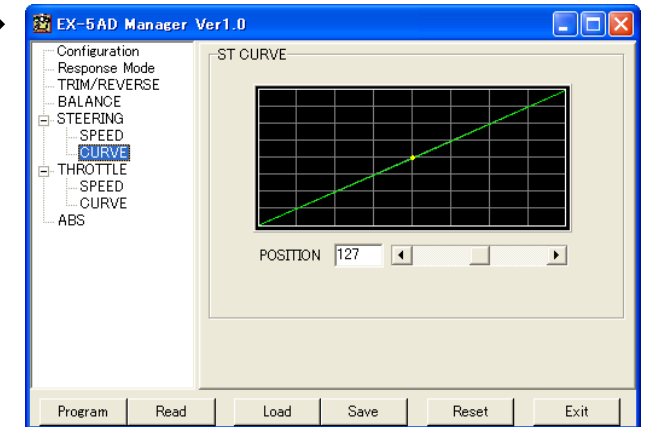 EX-5AD Manager Ver1.0
Configuration
Response Mode
TRIM/REVERSE
BALANCE
STEERING
SPEED
CURVE
THROTTLE
SPEED
CURVE
ABS
ST CURVE
POSITION 127
Program Read Load Save Reset Exit